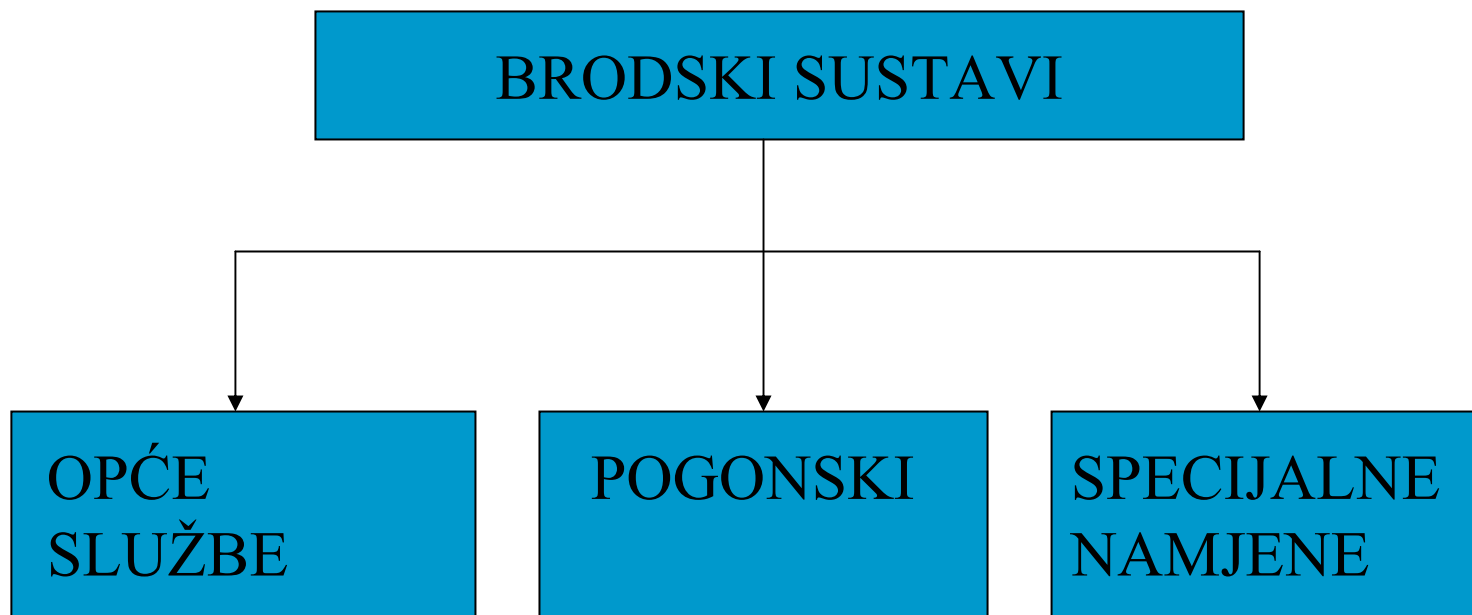 BRODSKI SUSTAVI
OPĆE
SLUŽBE
POGONSKI
SPECIJALNE
NAMJENE